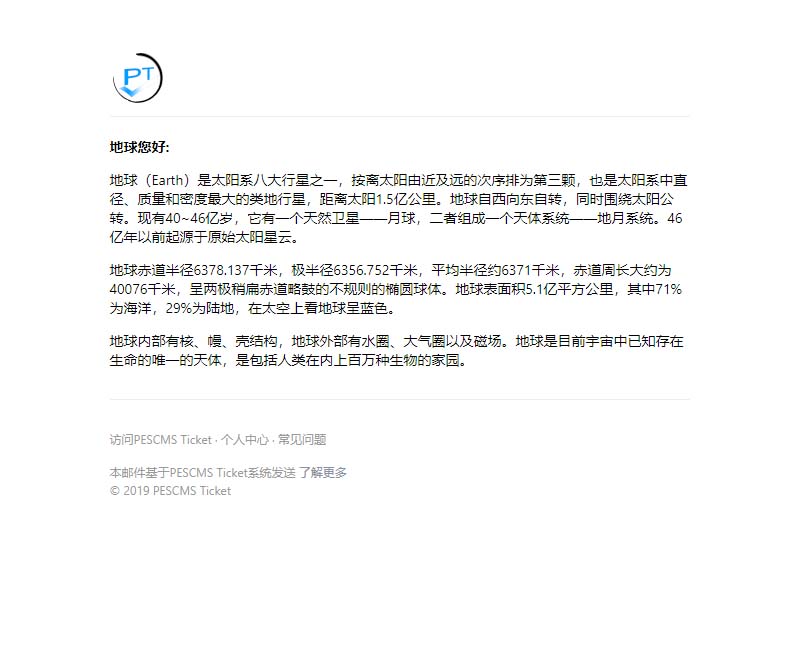 PT
地球您好:
地球（Earth）是太阳系八大行星之一，按离太阳由近及远的次序排为第三颗，也是太阳系中直
径、质量和密度最大的类地行星，距离太阳1.5亿公里。地球自西向东自转，同时围绕太阳公
转。现有40~46亿岁，它有一个天然卫星——月球，二者组成一个天体系统——地月系统。46
亿年以前起源于原始太阳星云。
地球赤道半径6378.137千米，极半径6356.752千米，平均半径约6371千米，赤道周长大约为
40076千米，呈两极稍扁赤道略鼓的不规则的椭圆球体。地球表面积5.1亿平方公里，其中71%
为海洋，29%为陆地，在太空上看地球呈蓝色。
地球内部有核、幔、壳结构，地球外部有水圈、大气圈以及磁场。地球是目前宇宙中已知存在
生命的唯一的天体，是包括人类在内上百万种生物的家园。
访问PESCMS Ticket · 个人中心 · 常见问题
本邮件基于PESCMS Ticket系统发送 了解更多
© 2019 PESCMS Ticket